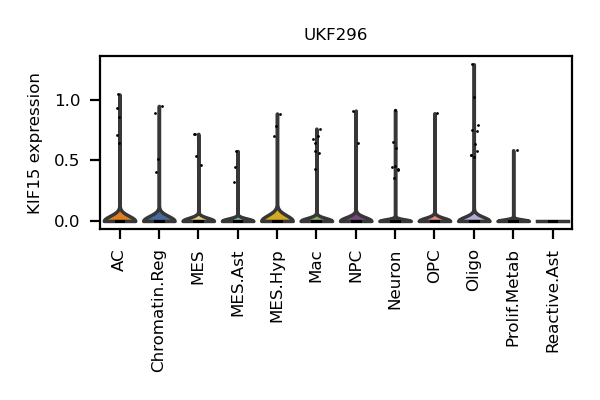 UKF296
KIF15 expression
1.0
0.5
0.0
AC
Chromatin.Reg
MES
MES.Ast
MES.Hyp
Mac
NPC
Neuron
OPC
Oligo
Prolif.Metab
Reactive.Ast